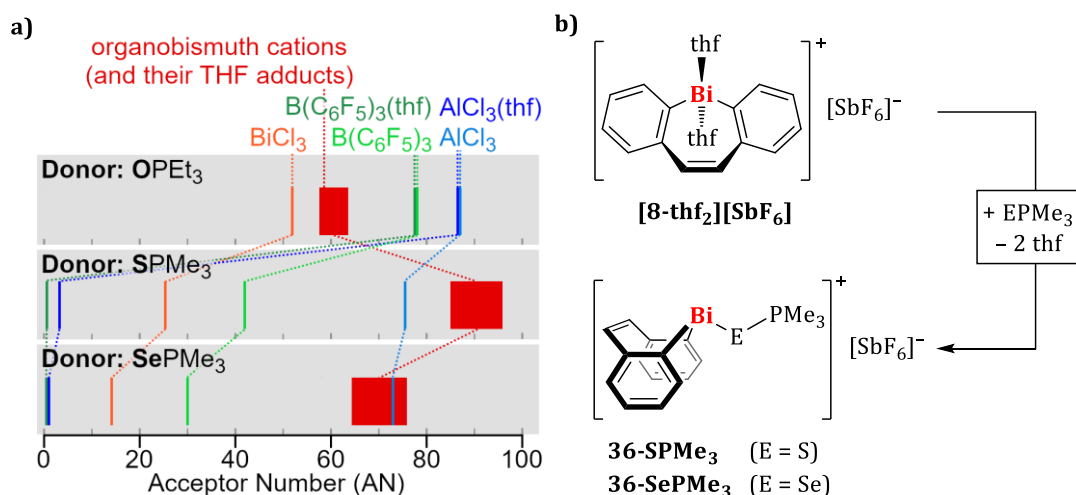 a)
organobismuth cations
(and their THF adducts)
B(C₆F₅)₃(thf) AlCl₃(thf)
BiCl₃ B(C₆F₅)₃ AlCl₃
Donor: OPEt₃
Donor: SPMe₃
Donor: SePMe₃
0 20 40 60 80 100
Acceptor Number (AN)
b)
thf
Bi
thf
+
[SbF₆]⁻
[8-thf₂][SbF₆]
+ EPMe₃
– 2 thf
Bi
E
PMe₃
+
[SbF₆]⁻
36-SPMe₃ (E = S)
36-SePMe₃ (E = Se)